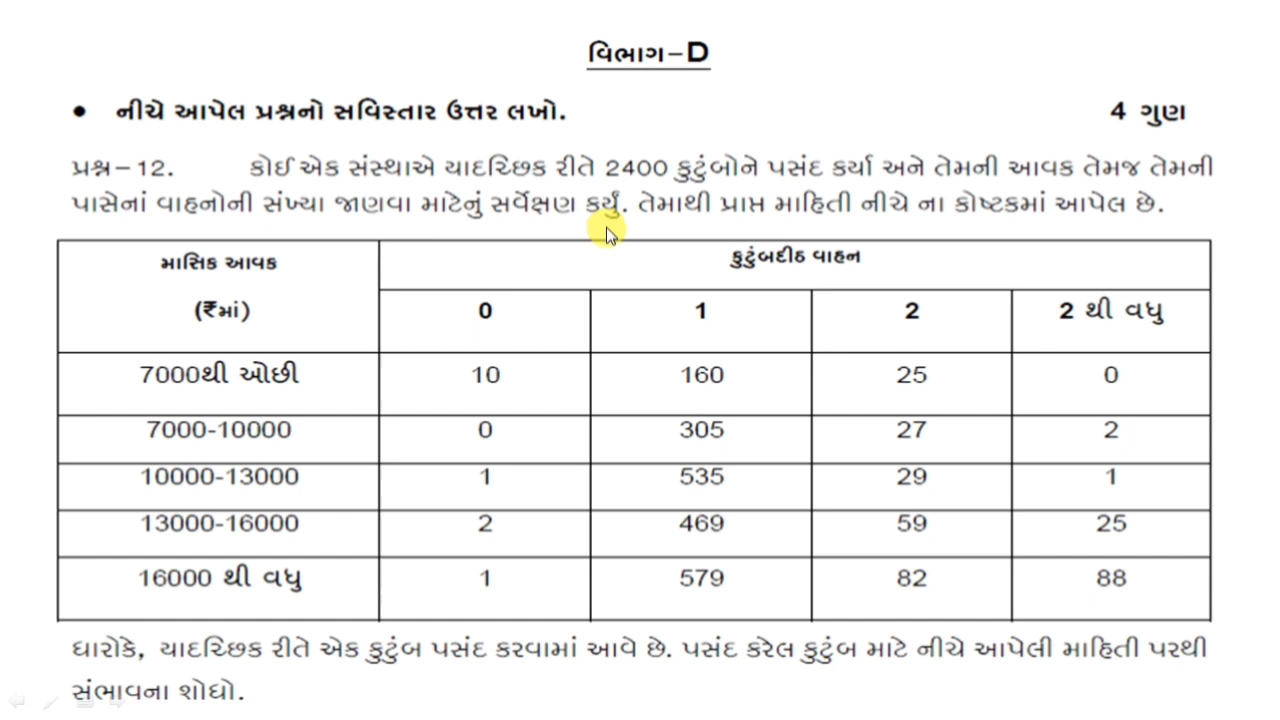 વિભાગ–D
● નીચે આપેલ પ્રશ્નનો સવિસ્તાર ઉત્તર લખો. 4 ગુણ
પ્રશ્ન–12. કોઈ એક સંસ્થાએ યાદચ્છિક રીતે 2400 કુટુંબોને પસંદ કર્યા અને તેમની આવક તેમજ તેમની
પાસેનાં વાહનોની સંખ્યા જાણવા માટેનું સર્વેક્ષણ કર્યું. તેમાથી પ્રાપ્ત માહિતી નીચે ના કોષ્ટકમાં આપેલ છે.
માસિક આવક કુટુંબદીઠ વાહન
(₹માં) 0 1 2 2 થી વધુ
7000થી ઓછી 10 160 25 0
7000-10000 0 305 27 2
10000-13000 1 535 29 1
13000-16000 2 469 59 25
16000 થી વધુ 1 579 82 88
ધારોકે, યાદચ્છિક રીતે એક કુટુંબ પસંદ કરવામાં આવે છે. પસંદ કરેલ કુટુંબ માટે નીચે આપેલી માહિતી પરથી
સંભાવના શોધો.